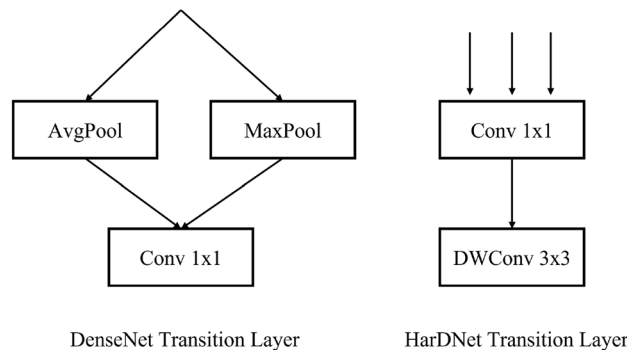 AvgPool
MaxPool
Conv 1x1
DenseNet Transition Layer
Conv 1x1
DWConv 3x3
HarDNet Transition Layer